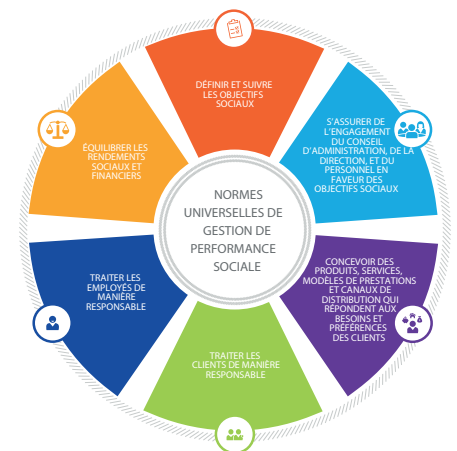 DÉFINIR ET SUIVRE
LES OBJECTIFS
SOCIAUX
S'ASSURER DE
L'ENGAGEMENT
DU CONSEIL
D'ADMINISTRATION, DE LA
DIRECTION, ET DU
PERSONNEL EN
FAVEUR DES
OBJECTIFS SOCIAUX
CONCEVOIR DES
PRODUITS, SERVICES,
MODÈLES DE PRESTATIONS
ET CANAUX DE
DISTRIBUTION QUI
RÉPONDENT AUX
BESOINS ET
PRÉFÉRENCES
DES CLIENTS
TRAITER LES
CLIENTS DE MANIÈRE
RESPONSABLE
TRAITER LES
EMPLOYÉS DE
MANIÈRE
RESPONSABLE
ÉQUILIBRER LES
RENDEMENTS
SOCIAUX ET
FINANCIERS
NORMES
UNIVERSELLES DE
GESTION DE
PERFORMANCE
SOCIALE